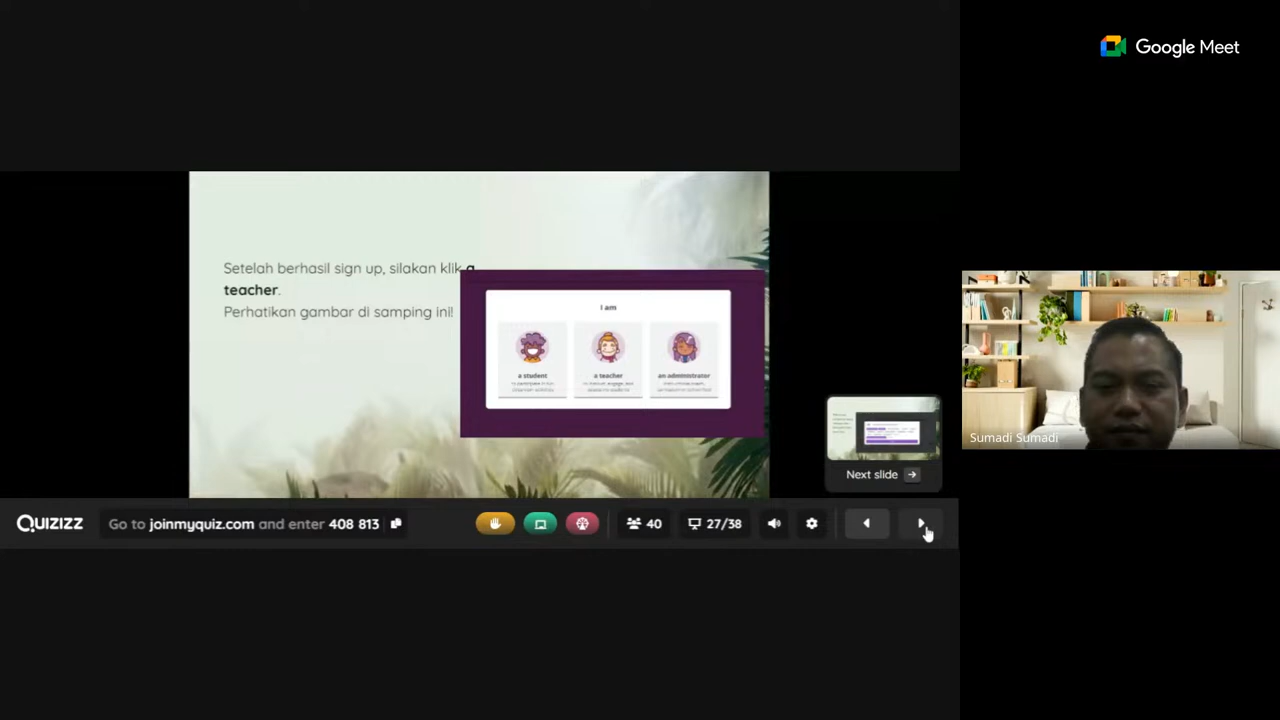 Google Meet
Setelah berhasil sign up, silakan klik a
teacher.
Perhatikan gambar di samping ini!
I am
a student
a teacher
an administrator
Next slide
Sumadi Sumadi
QUIZIZZ
Go to joinmyquiz.com and enter 408 813
40
27/38